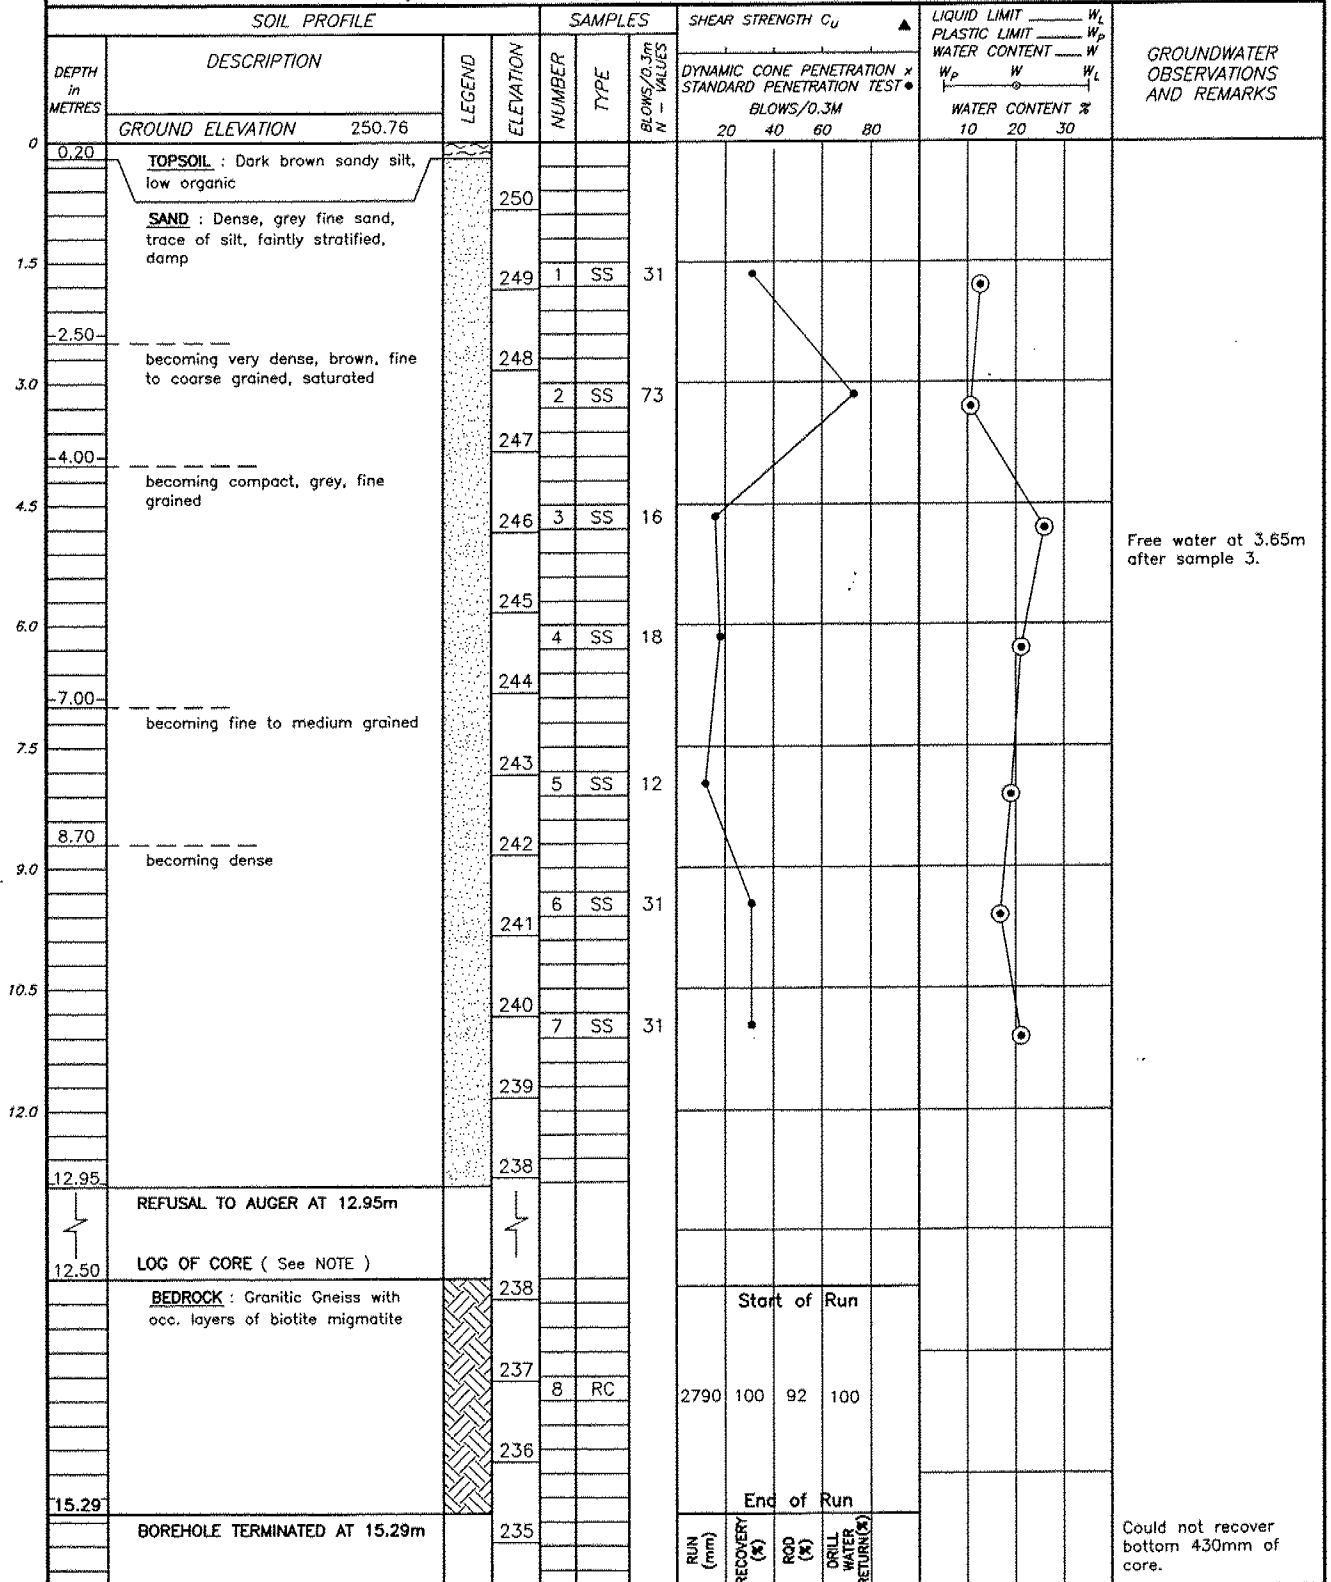 SOIL PROFILE
SAMPLES
SHEAR STRENGTH Cu ▲
LIQUID LIMIT ____ WL
PLASTIC LIMIT ____ WP
WATER CONTENT ____ W
WP W WL
WATER CONTENT %
10 20 30
GROUNDWATER
OBSERVATIONS
AND REMARKS
DEPTH
in
METRES
DESCRIPTION
LEGEND
ELEVATION
NUMBER
TYPE
BLOWS/0.3m
N – VALUES
DYNAMIC CONE PENETRATION ×
STANDARD PENETRATION TEST ●
BLOWS/0.3M
20 40 60 80
GROUND ELEVATION 250.76
0
0.20
TOPSOIL : Dark brown sandy silt,
low organic
250
SAND : Dense, grey fine sand,
trace of silt, faintly stratified,
damp
1.5
249 1 SS 31
2.50
becoming very dense, brown, fine
to coarse grained, saturated
248
3.0
2 SS 73
247
4.00
becoming compact, grey, fine
grained
4.5
246 3 SS 16
Free water at 3.65m
after sample 3.
245
6.0
4 SS 18
244
7.00
becoming fine to medium grained
7.5
243
5 SS 12
8.70
242
becoming dense
9.0
6 SS 31
241
10.5
240
7 SS 31
239
12.0
238
12.95
REFUSAL TO AUGER AT 12.95m
LOG OF CORE ( See NOTE )
12.50
238
BEDROCK : Granitic Gneiss with
occ. layers of biotite migmatite
Start of Run
237
8 RC 2790 100 92 100
236
15.29
End of Run
BOREHOLE TERMINATED AT 15.29m
235
RUN
(mm)
RECOVERY
(%)
RQD
(%)
DRILL
WATER
RETURN(%)
Could not recover
bottom 430mm of
core.